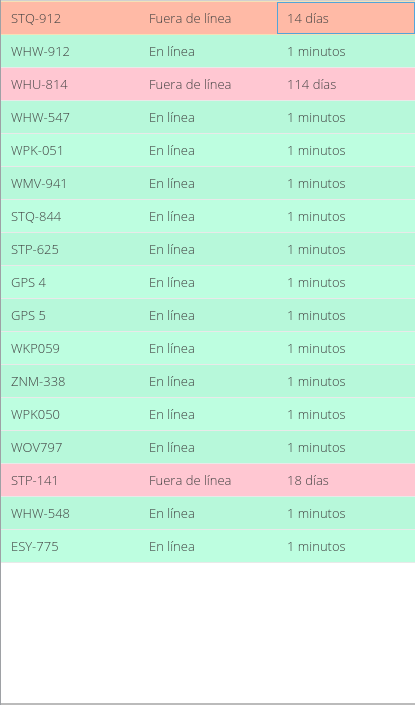 STQ-912 Fuera de línea 14 días
WHW-912 En línea 1 minutos
WHU-814 Fuera de línea 114 días
WHW-547 En línea 1 minutos
WPK-051 En línea 1 minutos
WMV-941 En línea 1 minutos
STQ-844 En línea 1 minutos
STP-625 En línea 1 minutos
GPS 4 En línea 1 minutos
GPS 5 En línea 1 minutos
WKP059 En línea 1 minutos
ZNM-338 En línea 1 minutos
WPK050 En línea 1 minutos
WOV797 En línea 1 minutos
STP-141 Fuera de línea 18 días
WHW-548 En línea 1 minutos
ESY-775 En línea 1 minutos